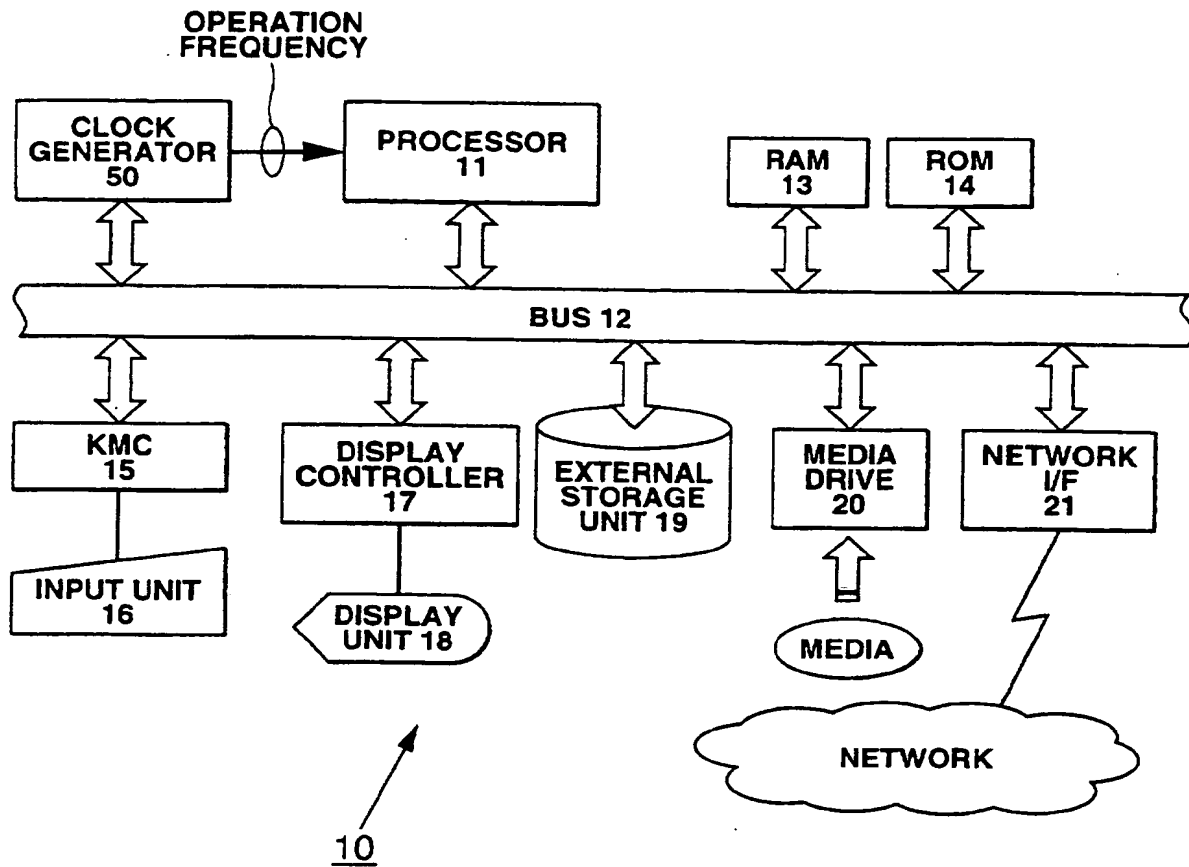 OPERATION
FREQUENCY
CLOCK
GENERATOR
50
PROCESSOR
11
RAM
13
ROM
14
BUS 12
KMC
15
DISPLAY
CONTROLLER
17
EXTERNAL
STORAGE
UNIT 19
MEDIA
DRIVE
20
NETWORK
I/F
21
INPUT UNIT
16
DISPLAY
UNIT 18
MEDIA
NETWORK
10